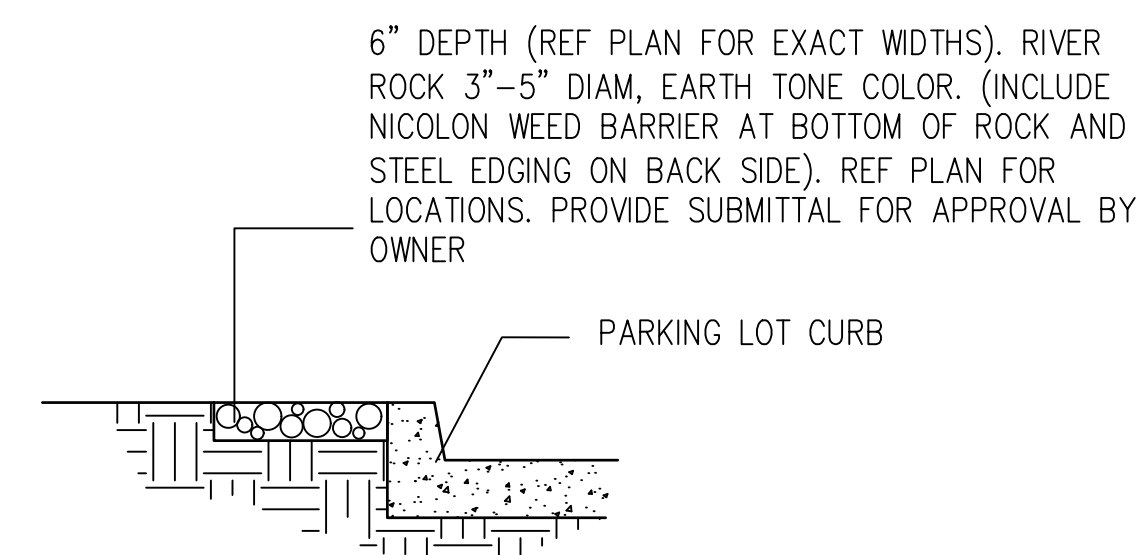 6” DEPTH (REF PLAN FOR EXACT WIDTHS). RIVER
ROCK 3”–5” DIAM, EARTH TONE COLOR. (INCLUDE
NICOLON WEED BARRIER AT BOTTOM OF ROCK AND
STEEL EDGING ON BACK SIDE). REF PLAN FOR
LOCATIONS. PROVIDE SUBMITTAL FOR APPROVAL BY
OWNER
PARKING LOT CURB